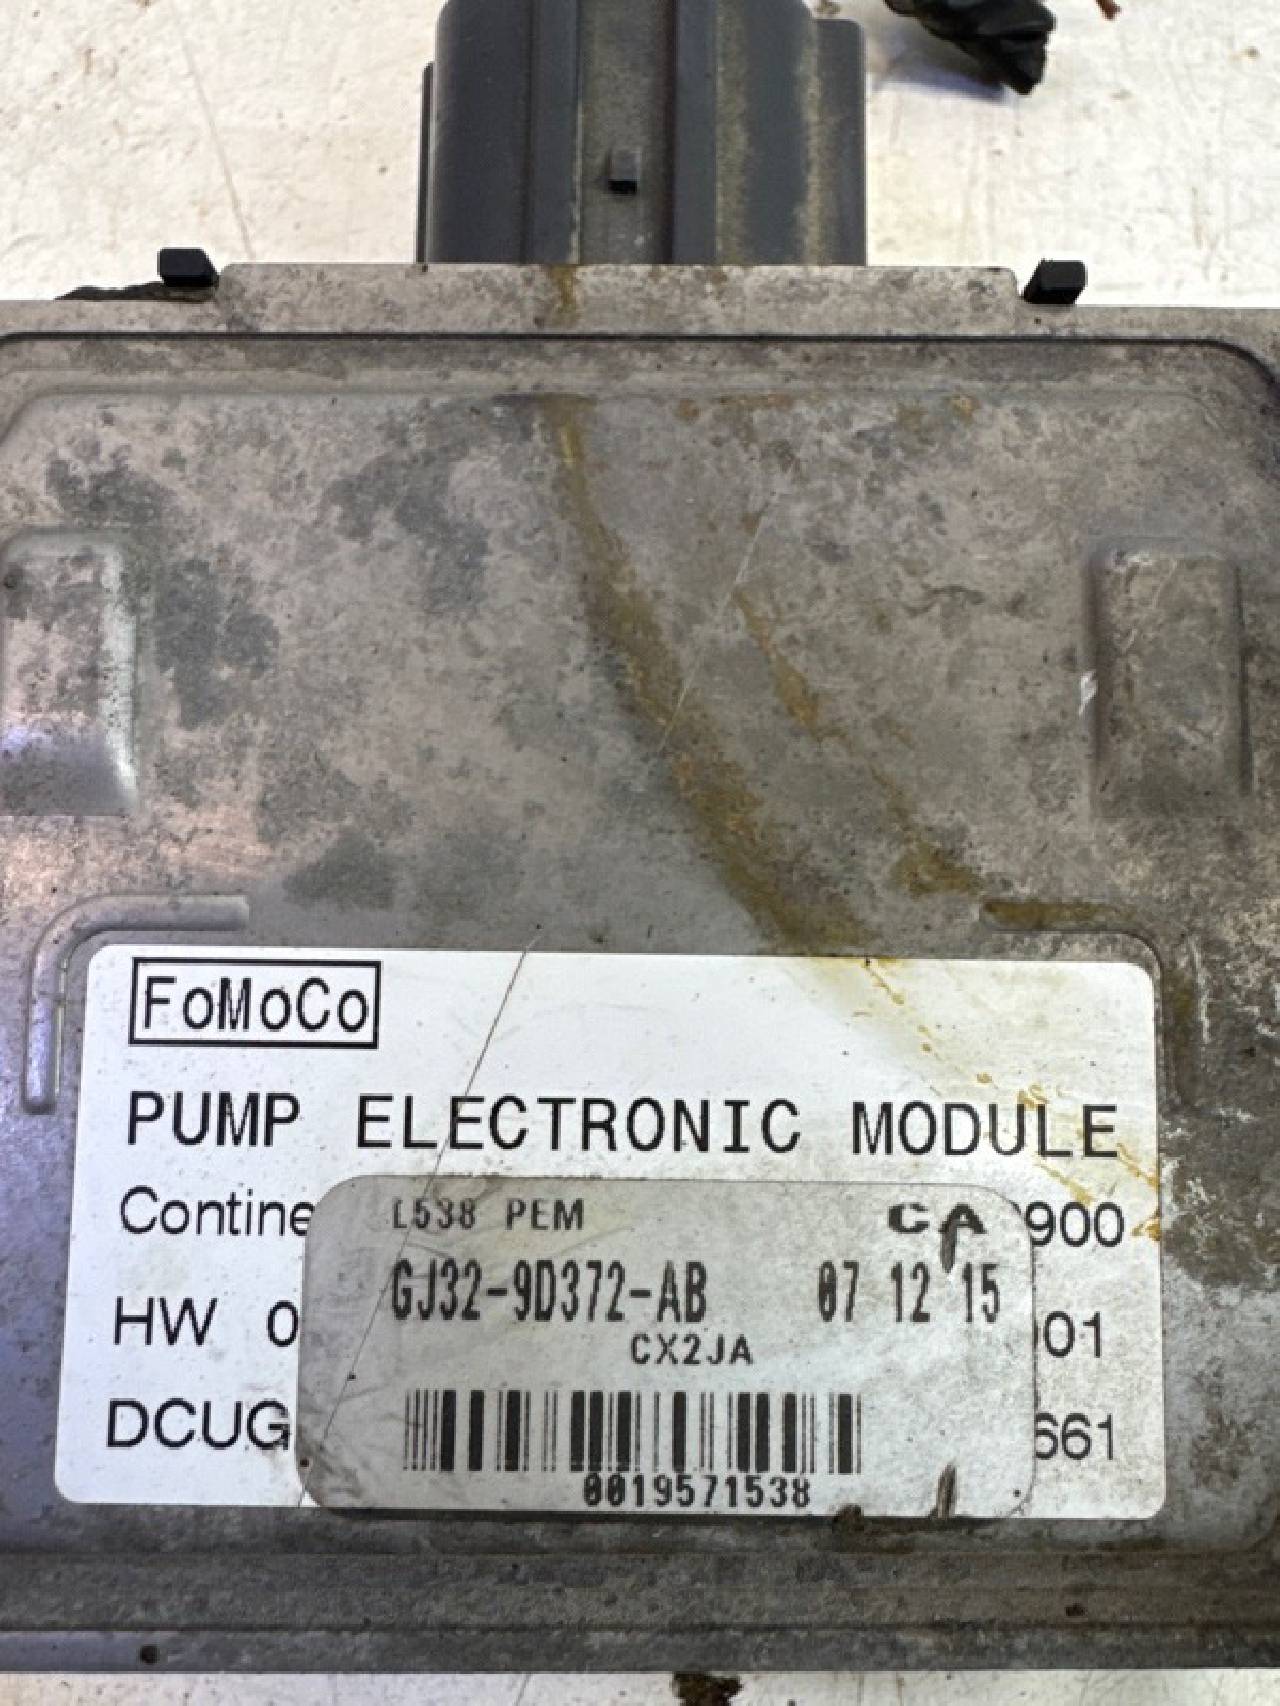 FoMoCo
PUMP ELECTRONIC MODULE
Contine 900
L538 PEM CA
GJ32-9D372-AB 07 12 15
HW 0 01
CX2JA
DCUG 661
0019571538